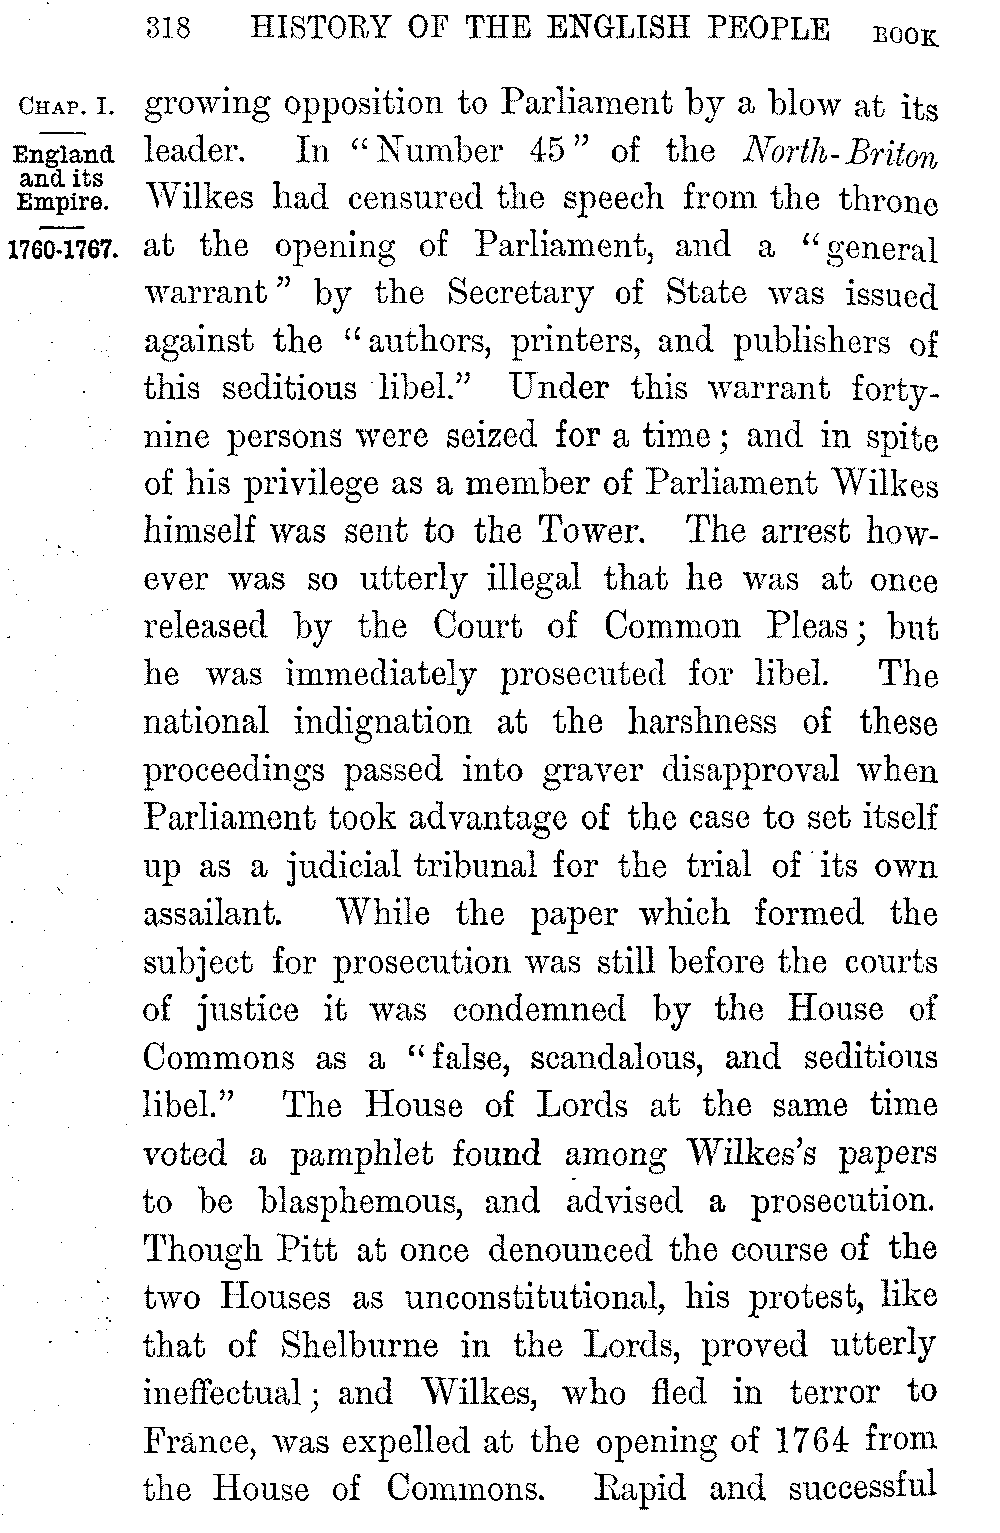 318 HISTORY OF THE ENGLISH PEOPLE BOOK
CHAP. I.
England
and its
Empire.
1760-1767.
growing opposition to Parliament by a blow at its
leader. In “Number 45” of the North-Briton
Wilkes had censured the speech from the throne
at the opening of Parliament, and a “general
warrant” by the Secretary of State was issued
against the “authors, printers, and publishers of
this seditious libel.” Under this warrant forty-
nine persons were seized for a time; and in spite
of his privilege as a member of Parliament Wilkes
himself was sent to the Tower. The arrest how-
ever was so utterly illegal that he was at once
released by the Court of Common Pleas; but
he was immediately prosecuted for libel. The
national indignation at the harshness of these
proceedings passed into graver disapproval when
Parliament took advantage of the case to set itself
up as a judicial tribunal for the trial of its own
assailant. While the paper which formed the
subject for prosecution was still before the courts
of justice it was condemned by the House of
Commons as a “false, scandalous, and seditious
libel.” The House of Lords at the same time
voted a pamphlet found among Wilkes’s papers
to be blasphemous, and advised a prosecution.
Though Pitt at once denounced the course of the
two Houses as unconstitutional, his protest, like
that of Shelburne in the Lords, proved utterly
ineffectual; and Wilkes, who fled in terror to
France, was expelled at the opening of 1764 from
the House of Commons. Rapid and successful